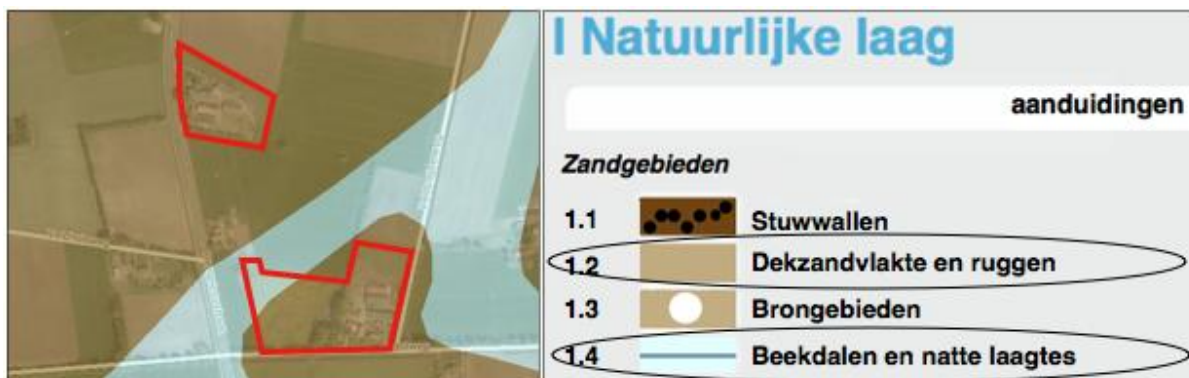 I Natuurlijke laag
aanduidingen
Zandgebieden
1.1 Stuwwallen
1.2 Dekzandvlakte en ruggen
1.3 Brongebieden
1.4 Beekdalen en natte laagtes